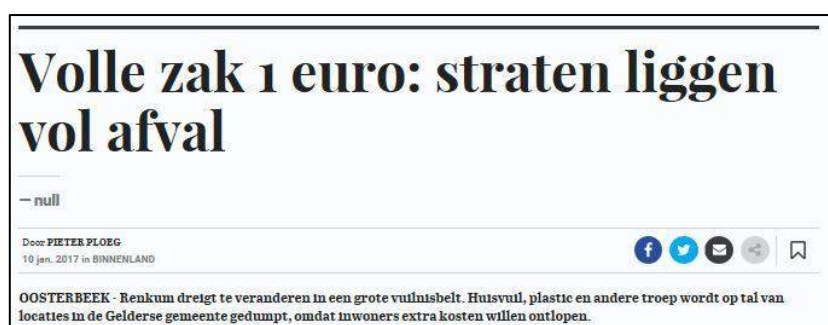 Volle zak 1 euro: straten liggen
vol afval
— null
Door PIETER PLOEG
10 jan. 2017 in BINNENLAND
OOSTERBEEK - Renkum dreigt te veranderen in een grote vuilnisbelt. Huisvuil, plastic en andere troep wordt op tal van
locaties in de Gelderse gemeente gedumpt, omdat inwoners extra kosten willen ontlopen.